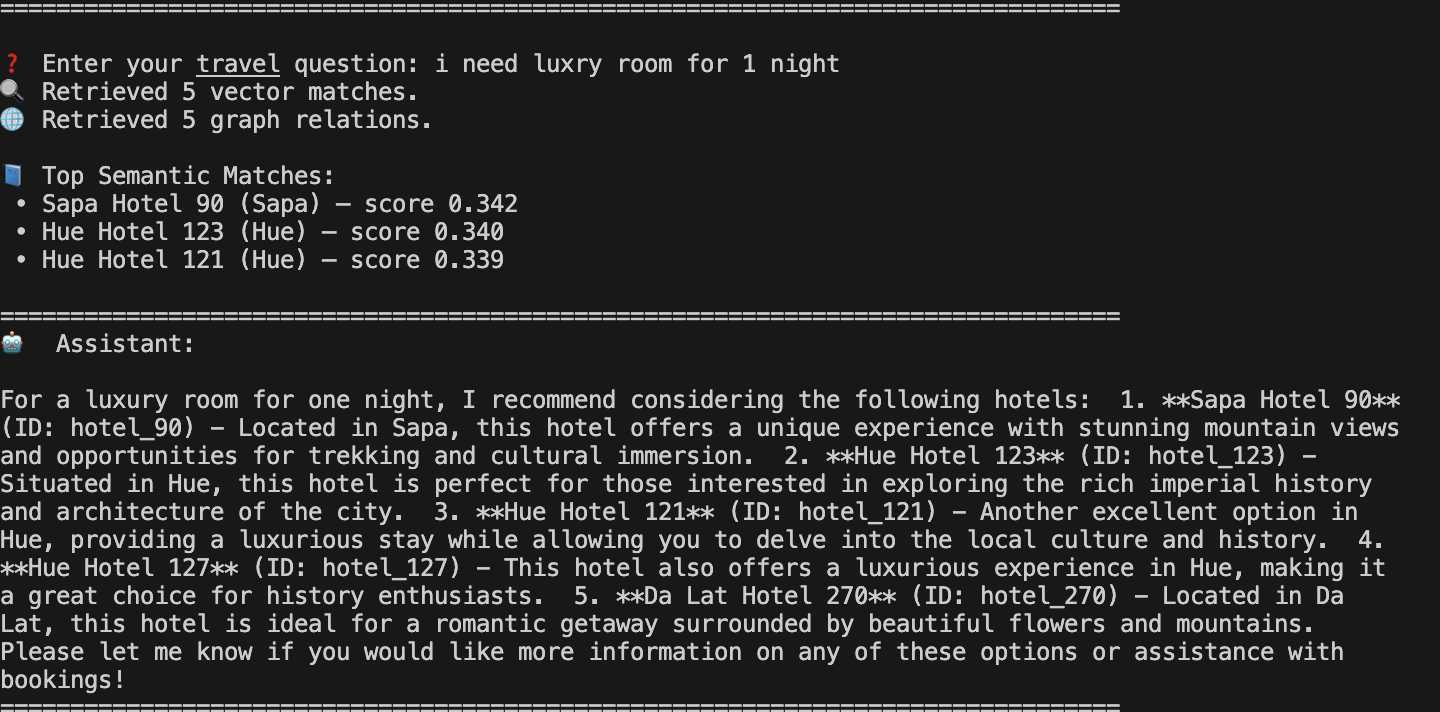 ================================================================================
❓ Enter your travel question: i need luxry room for 1 night
🔍 Retrieved 5 vector matches.
🌐 Retrieved 5 graph relations.
📘 Top Semantic Matches:
• Sapa Hotel 90 (Sapa) — score 0.342
• Hue Hotel 123 (Hue) — score 0.340
• Hue Hotel 121 (Hue) — score 0.339
================================================================================
🤖 Assistant:
For a luxury room for one night, I recommend considering the following hotels:  1. **Sapa Hotel 90**
(ID: hotel_90) – Located in Sapa, this hotel offers a unique experience with stunning mountain views
and opportunities for trekking and cultural immersion.  2. **Hue Hotel 123** (ID: hotel_123) –
Situated in Hue, this hotel is perfect for those interested in exploring the rich imperial history
and architecture of the city.  3. **Hue Hotel 121** (ID: hotel_121) – Another excellent option in
Hue, providing a luxurious stay while allowing you to delve into the local culture and history.  4.
**Hue Hotel 127** (ID: hotel_127) – This hotel also offers a luxurious experience in Hue, making it
a great choice for history enthusiasts.  5. **Da Lat Hotel 270** (ID: hotel_270) – Located in Da
Lat, this hotel is ideal for a romantic getaway surrounded by beautiful flowers and mountains.
Please let me know if you would like more information on any of these options or assistance with
bookings!
================================================================================